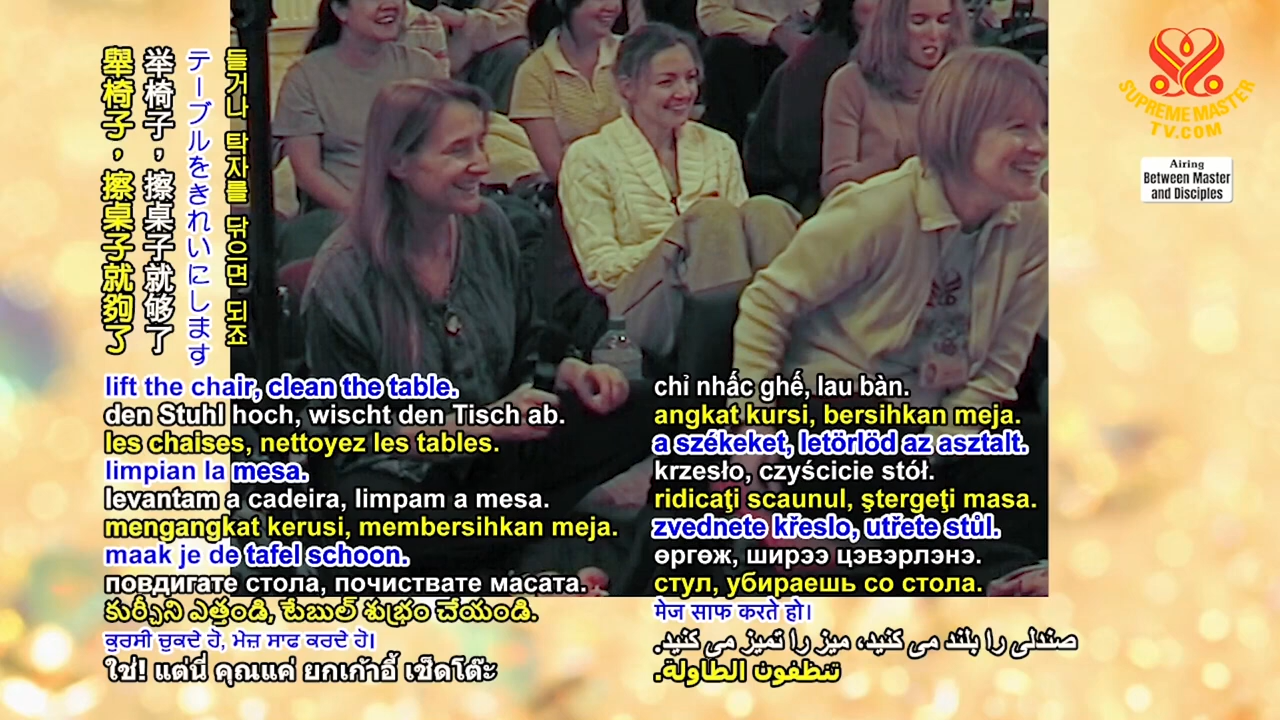 舉椅子，擦桌子就夠了
举椅子，擦桌子就够了
テーブルをきれいにします
들거나 탁자를 닦으면 되죠
lift the chair, clean the table.
den Stuhl hoch, wischt den Tisch ab.
les chaises, nettoyez les tables.
limpian la mesa.
levantam a cadeira, limpam a mesa.
mengangkat kerusi, membersihkan meja.
maak je de tafel schoon.
повдигате стола, почиствате масата.
కుర్చీని ఎత్తండి, టేబుల్ శుభ్రం చేయండి.
ਕੁਰਸੀ ਚੁਕਦੇ ਹੋ, ਮੇਜ਼ ਸਾਫ ਕਰਦੇ ਹੋ।
ใช่! แต่นี่ คุณแค่ ยกเก้าอี้ เช็ดโต๊ะ
chỉ nhấc ghế, lau bàn.
angkat kursi, bersihkan meja.
a székeket, letörlöd az asztalt.
krzesło, czyścicie stół.
ridicaţi scaunul, ştergeţi masa.
zvednete křeslo, utřete stůl.
өргөж, ширээ цэвэрлэнэ.
стул, убираешь со стола.
मेज साफ करते हो।
صندلی را بلند می کنید، میز را تمیز می کنید.
تنظفون الطاولة.
SUPREME MASTER
TV.COM
Airing
Between Master
and Disciples